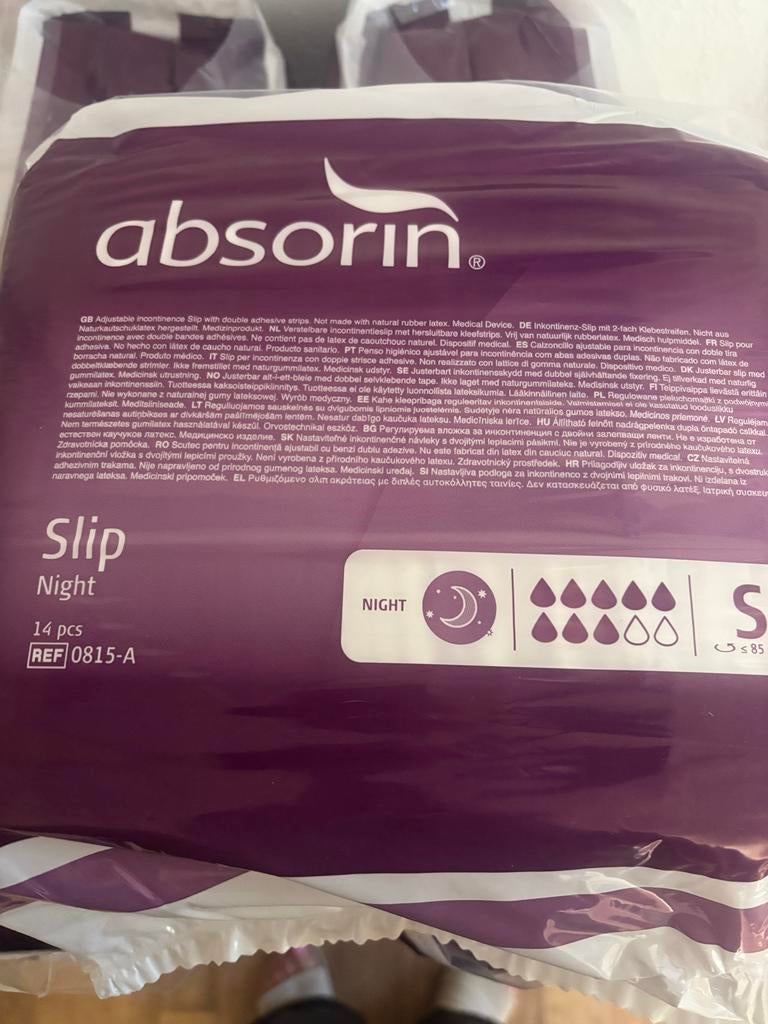 absorin®
GB Adjustable incontinence Slip with double adhesive strips. Not made with natural rubber latex. Medical Device. DE Inkontinenz-Slip mit 2-fach Klebestreifen. Nicht aus
Naturkautschuklatex hergestellt. Medizinprodukt. NL Verstelbare incontinentieslip met hersluitbare kleefstrips. Vrij van natuurlijk rubberlatex. Medisch hulpmiddel. FR Slip pour
incontinence avec double bandes adhésives. Ne contient pas de latex de caoutchouc naturel. Dispositif medical. ES Calzoncillo ajustable para incontinencia con doble tira
adhesiva. No hecho con látex de caucho natural. Producto sanitario. PT Penso higiénico ajustável para incontinência com abas adesivas duplas. Não fabricado com látex de
borracha natural. Produto médico. IT Slip per incontinenza con doppie strisce adhesive. Non realizzato con lattice di gomma naturale. Dispositivo medico. DK Justerbar slip med
dobbeltklæbende strimler. Ikke fremstillet med naturgummilatex. Medicinsk udstyr. SE Justerbart inkontinensskydd med dubbel självhäftande fixering. Ej tillverkad med naturlig
gummilatex. Medicinsk utrustning. NO Justerbar alt-i-ett-bleie med dobbel selvklebende tape. Ikke laget med naturgummilateks. Medisinsk utstyr. FI Teippivaippa lievästi erittäin
vaikeaan inkontinenssiin. Tuotteessa kaksoisteippikiinnitys. Tuotteessa ei ole käytetty luonnollista lateksikumia. Lääkinnällinen laite. PL Regulowane pieluchomajtki z podwójnymi
rzepami. Nie wykonane z naturalnej gumy lateksowej. Wyrób medyczny. EE Kahe kleepribaga reguleeritav inkontinentsiside. Valmistamisel ei ole kasutatud looduslikku
kummilateksit. Meditsiiniseade. LT Reguliuojamos sauskelnės su dvigubomis lipniomis juostelėmis. Sudėtyje nėra natūralios gumos latekso. Medicinos priemonė. LV Regulējam
nesaturēšanas autiņbikses ar divkāršām pašlīmējošām lentēm. Nesatur dabīgo kaučuka lateksu. Medicīniska ierīce. HU Állítható felnőtt nadrágpelenka dupla öntapadó csíkkal.
Nem természetes gumilatex használatával készül. Orvostechnikai eszköz. BG Регулируема вложка за инконтиненция с двойни залепващи ленти. Не е изработена от
естествен каучуков латекс. Медицинско изделие. SK Nastaviteľné inkontinenčné návleky s dvojitými lepiacimi páskami. Nie je vyrobený z prírodného kaučukového latexu.
Zdravotnícka pomôcka. RO Scutec pentru incontinență ajustabil cu benzi dublu adezive. Nu este fabricat din latex din cauciuc natural. Dispozitiv medical. CZ Nastavitelná
inkontinenční vložka s dvojitými lepicími proužky. Není vyrobena z přírodního kaučukového latexu. Zdravotnický prostředek. HR Prilagodljiv uložak za inkontinenciju, s dvostruk
adhezivnim trakama. Nije napravljeno od prirodnog gumenog lateksa. Medicinski uređaj. SI Nastavljiva podloga za inkontinenco z dvojnimi lepilnimi trakovi. Ni izdelana iz
naravnega lateksa. Medicinski pripomoček. EL Ρυθμιζόμενο σλιπ ακράτειας με διπλές αυτοκόλλητες ταινίες. Δεν κατασκευάζεται από φυσικό λατέξ. Ιατρική συσκευ
Slip
Night
14 pcs
REF 0815-A
NIGHT
S
≤ 85